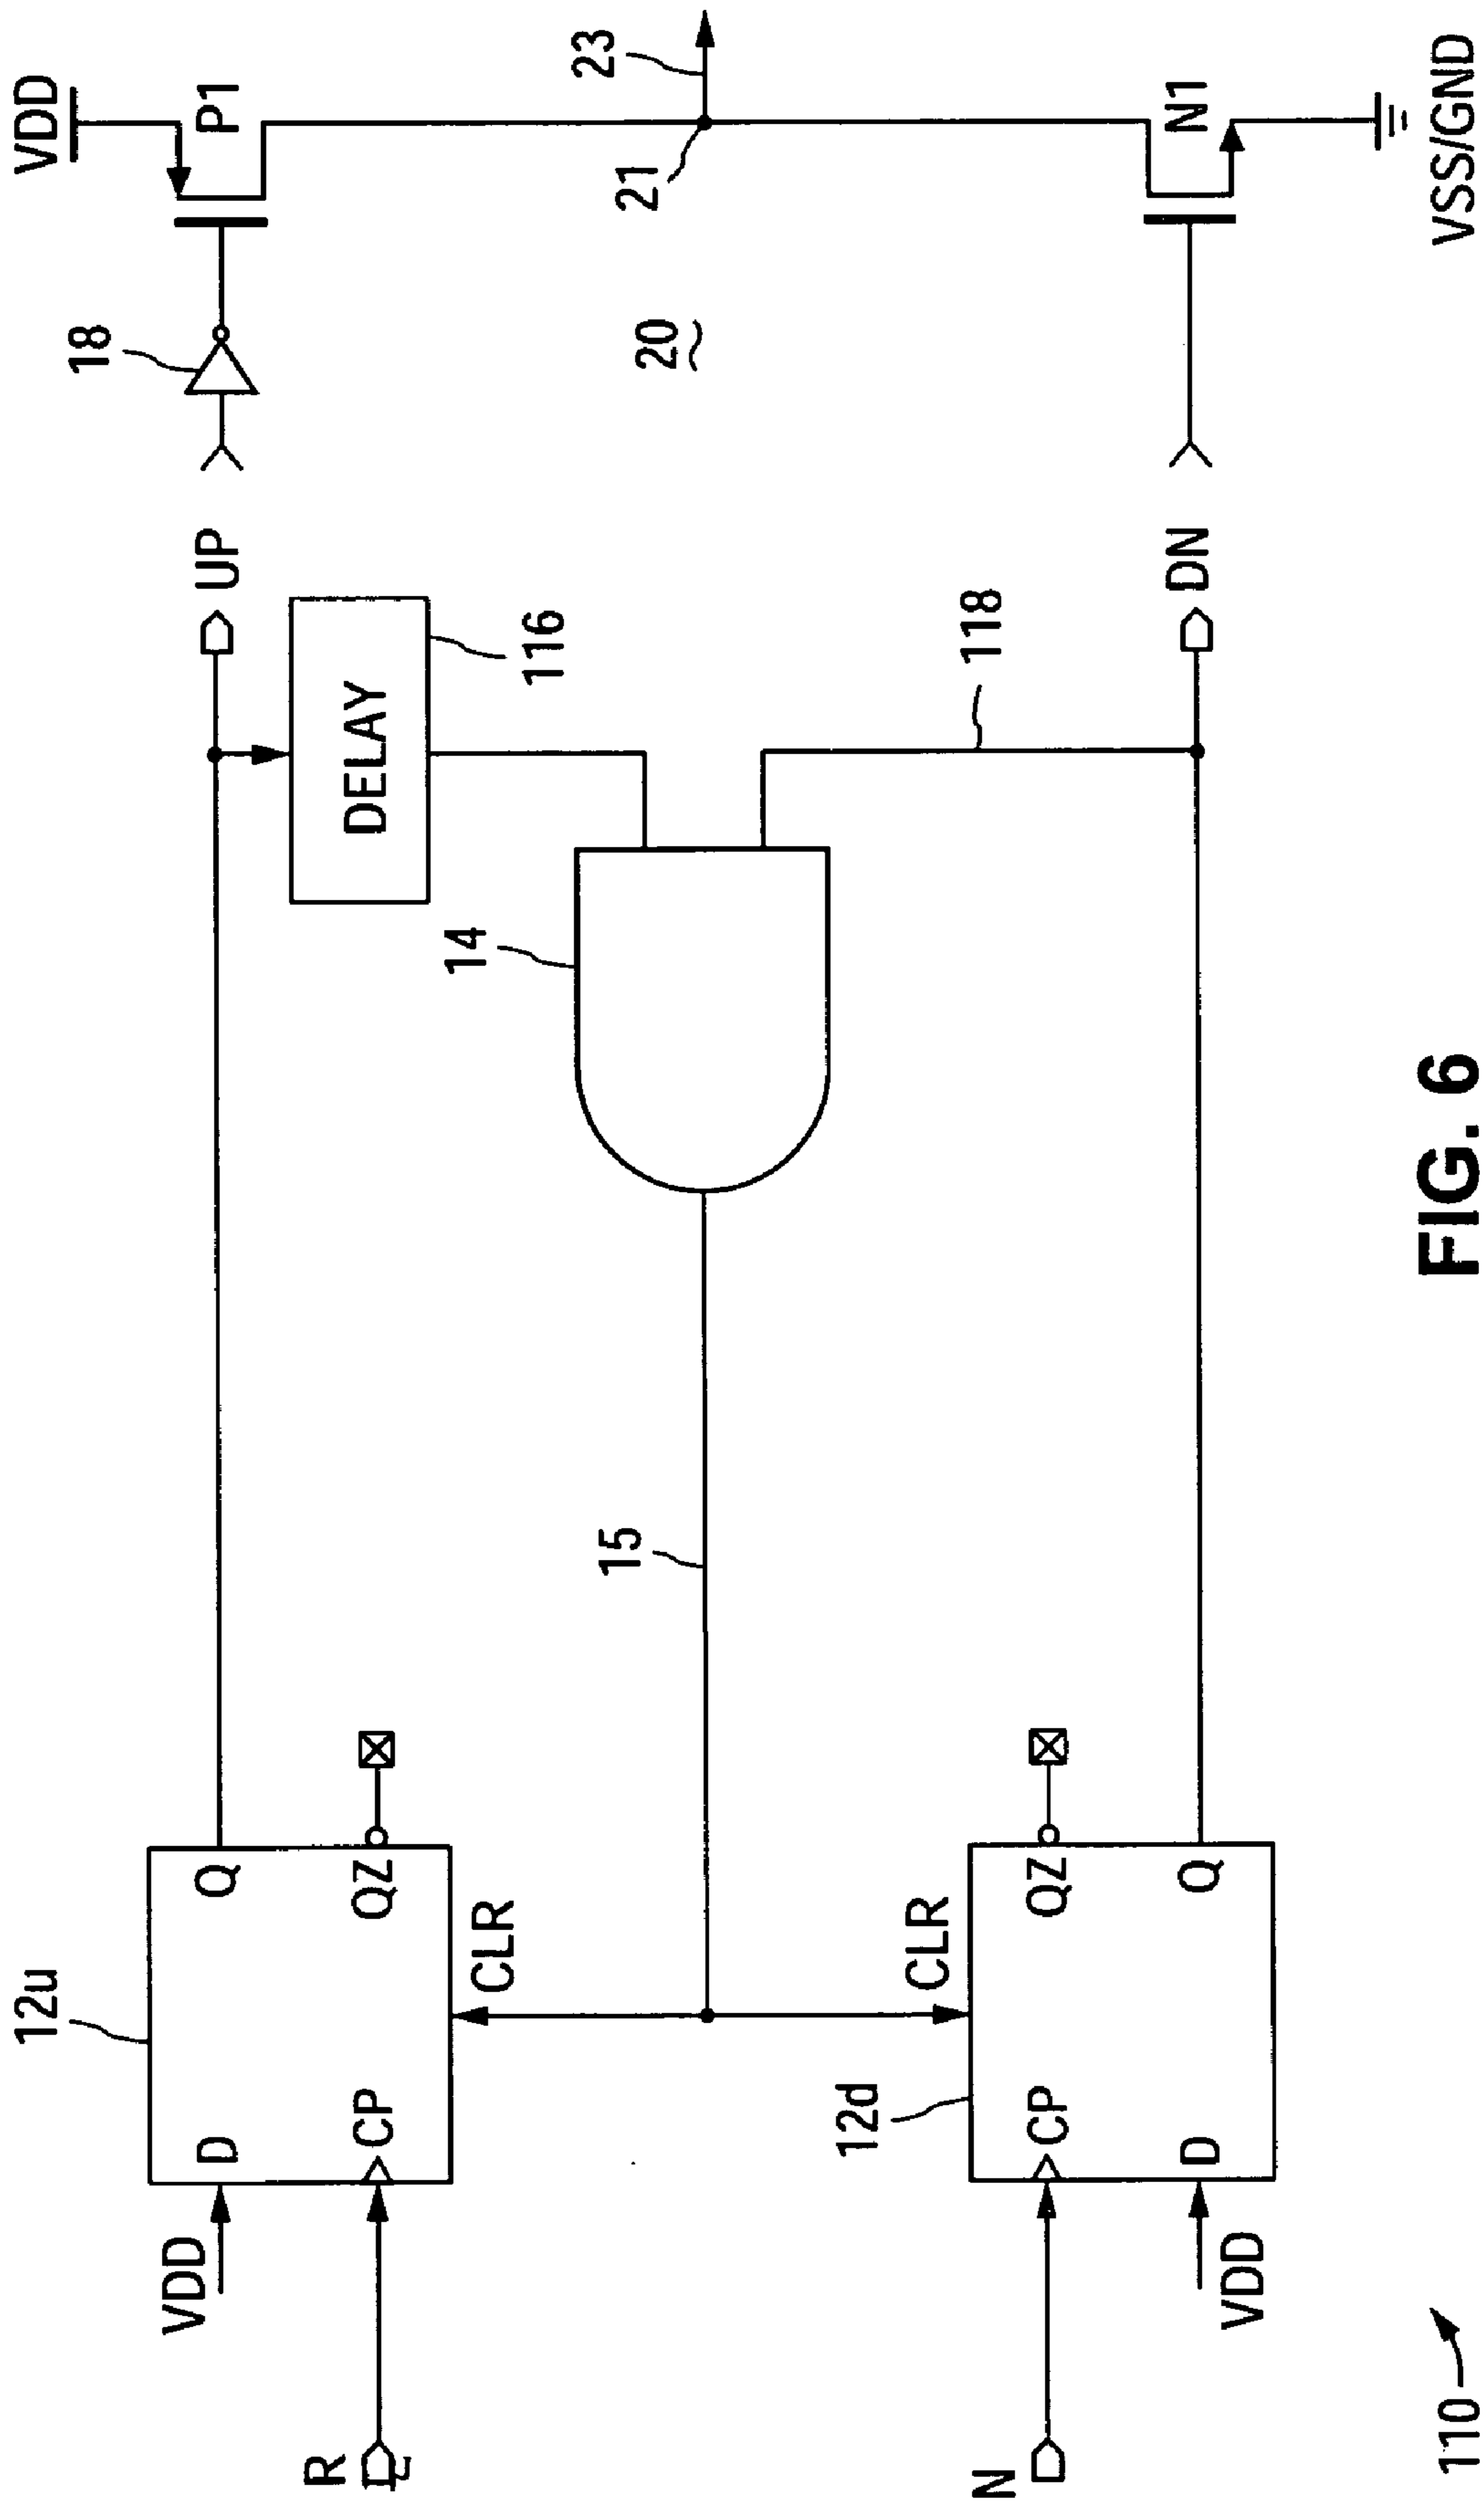 VDD
P1
18
23
12u
VDD
D
Q
UP
R
CP
QZ
DELAY
116
21
CLR
14
15
20
12d
CLR
118
N
CP
QZ
VDD
D
Q
DN
N1
VSS/GND
110
FIG. 6